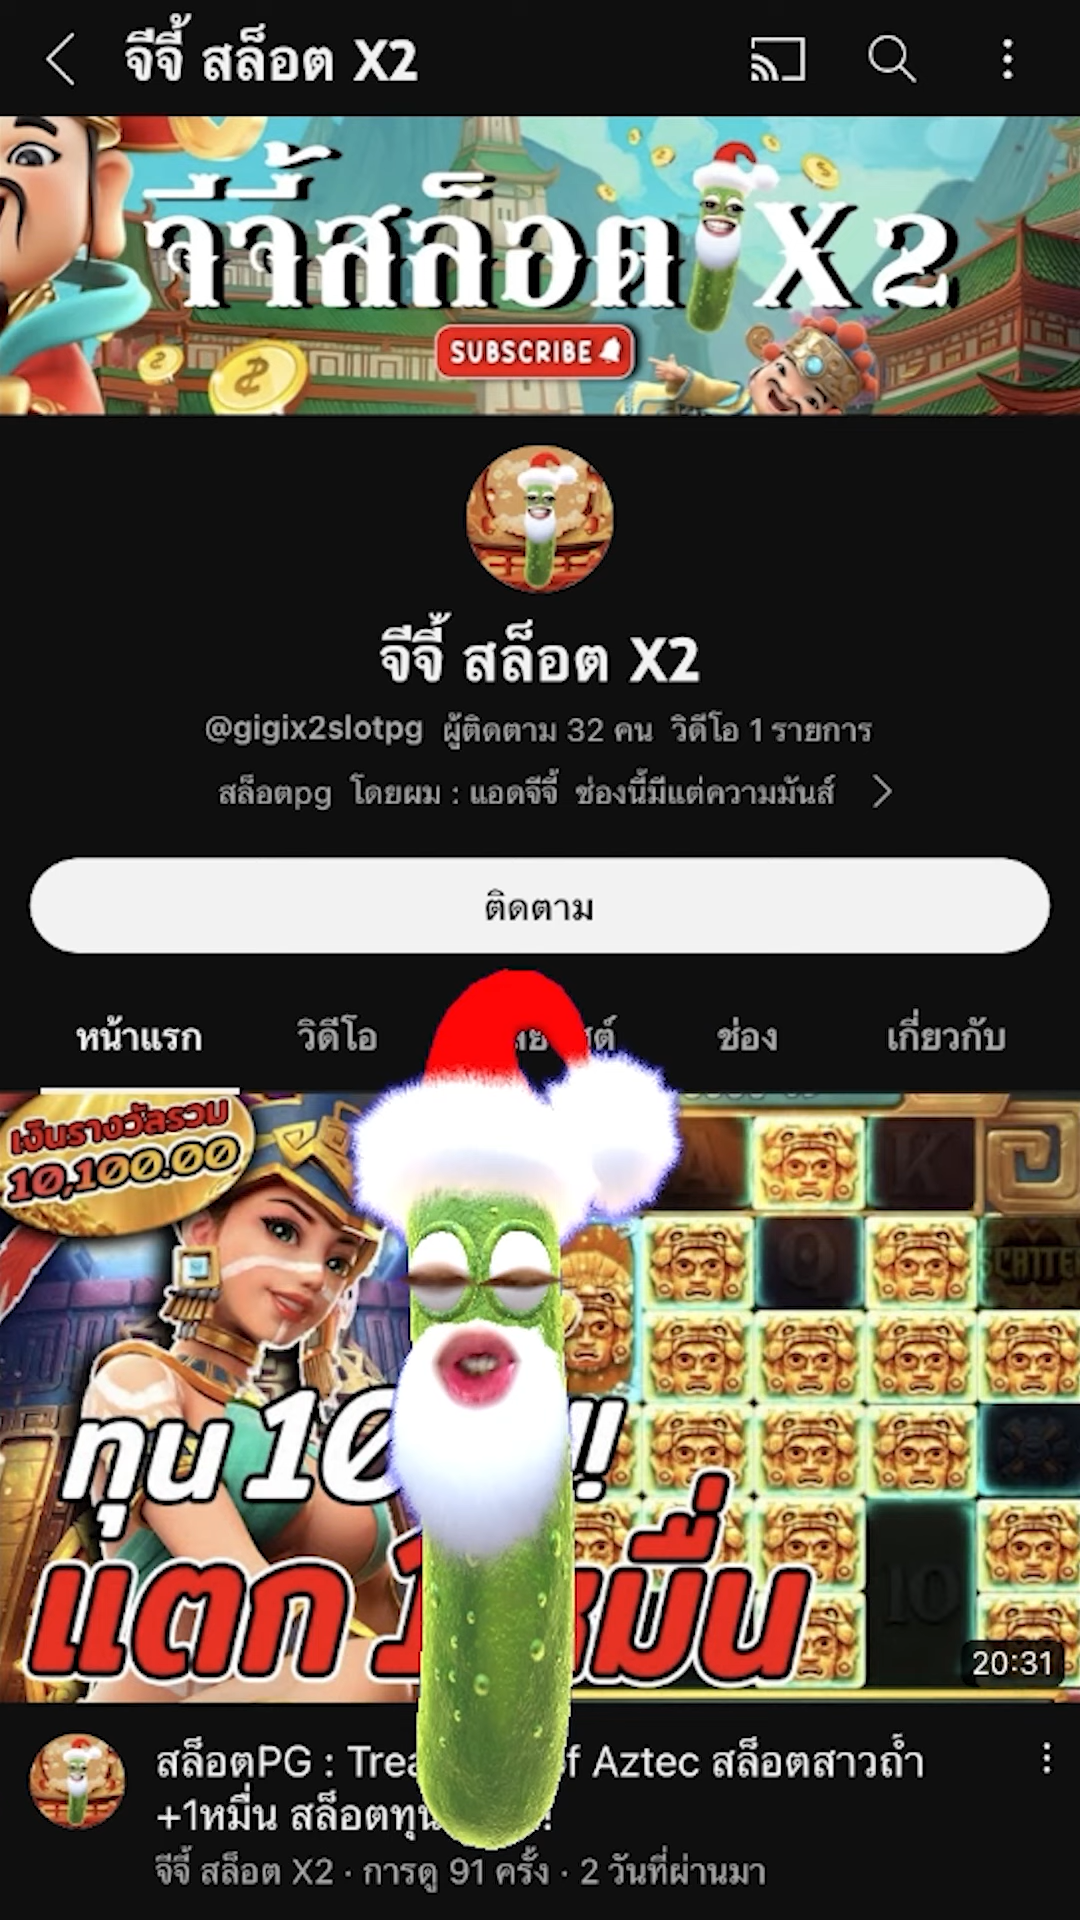 จีจี้ สล็อต X2
จีจี้สล็อต X2
SUBSCRIBE
จีจี้ สล็อต X2
@gigix2slotpg ผู้ติดตาม 32 คน วิดีโอ 1 รายการ
สล็อตpg โดยผม : แอดจีจี้ ช่องนี้มีแต่ความมันส์
ติดตาม
หน้าแรก วิดีโอ ช่อง เกี่ยวกับ
เงินรางวัลรวม
10,100.00
A K
Q
SCATTE
ทุน 10 !!
แตก 1 หมื่น
10
20:31
สล็อตPG : Trea f Aztec สล็อตสาวถ้ำ
+1หมื่น สล็อตทุน !
จีจี้ สล็อต X2 · การดู 91 ครั้ง · 2 วันที่ผ่านมา